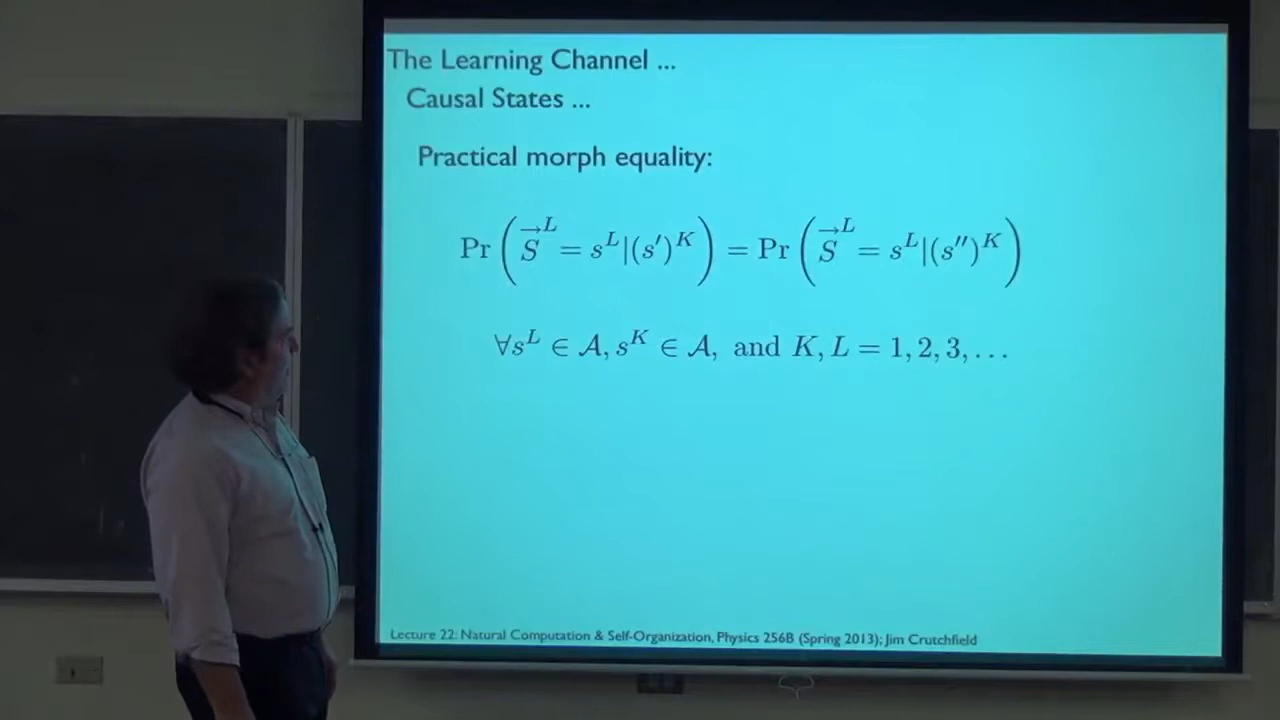 The Learning Channel ...
Causal States ...
Practical morph equality:
Pr ( S⃗^L = s^L|(s′)^K ) = Pr ( S⃗^L = s^L|(s″)^K )
∀s^L ∈ 𝒜, s^K ∈ 𝒜, and K, L = 1, 2, 3, . . .
Lecture 22: Natural Computation & Self-Organization, Physics 256B (Spring 2013); Jim Crutchfield